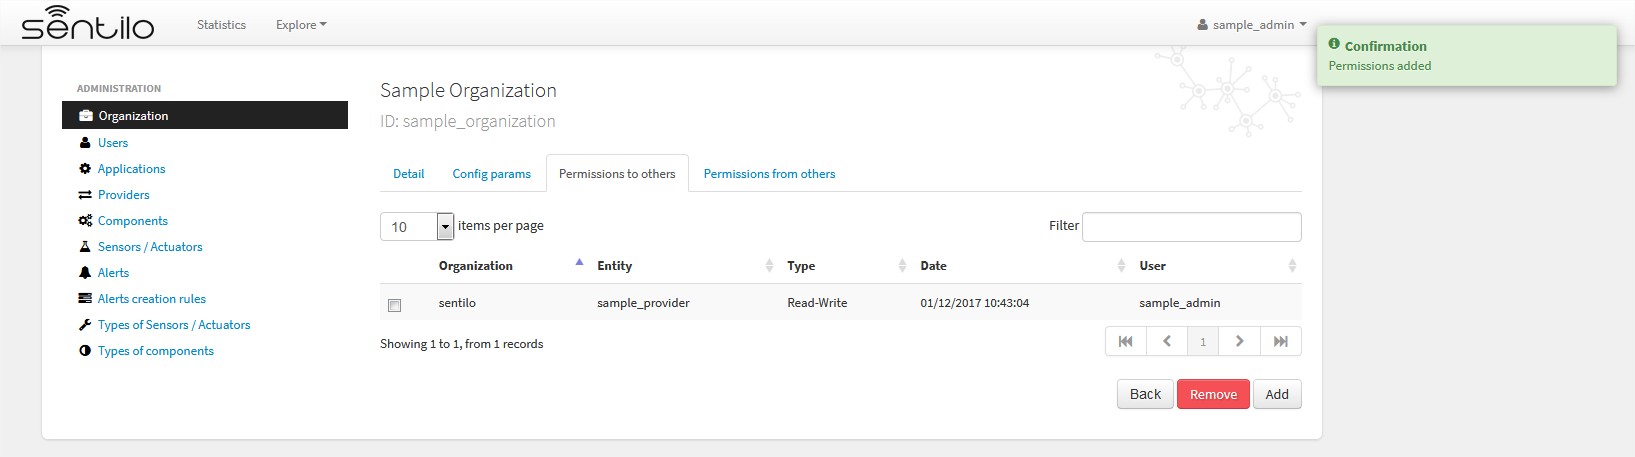 sentilo
Statistics
Explore
sample_admin
Confirmation
Permissions added
ADMINISTRATION
Organization
Users
Applications
Providers
Components
Sensors / Actuators
Alerts
Alerts creation rules
Types of Sensors / Actuators
Types of components
Sample Organization
ID: sample_organization
Detail
Config params
Permissions to others
Permissions from others
10 items per page
Filter
Organization Entity Type Date User
sentilo sample_provider Read-Write 01/12/2017 10:43:04 sample_admin
Showing 1 to 1, from 1 records
1
Back
Remove
Add